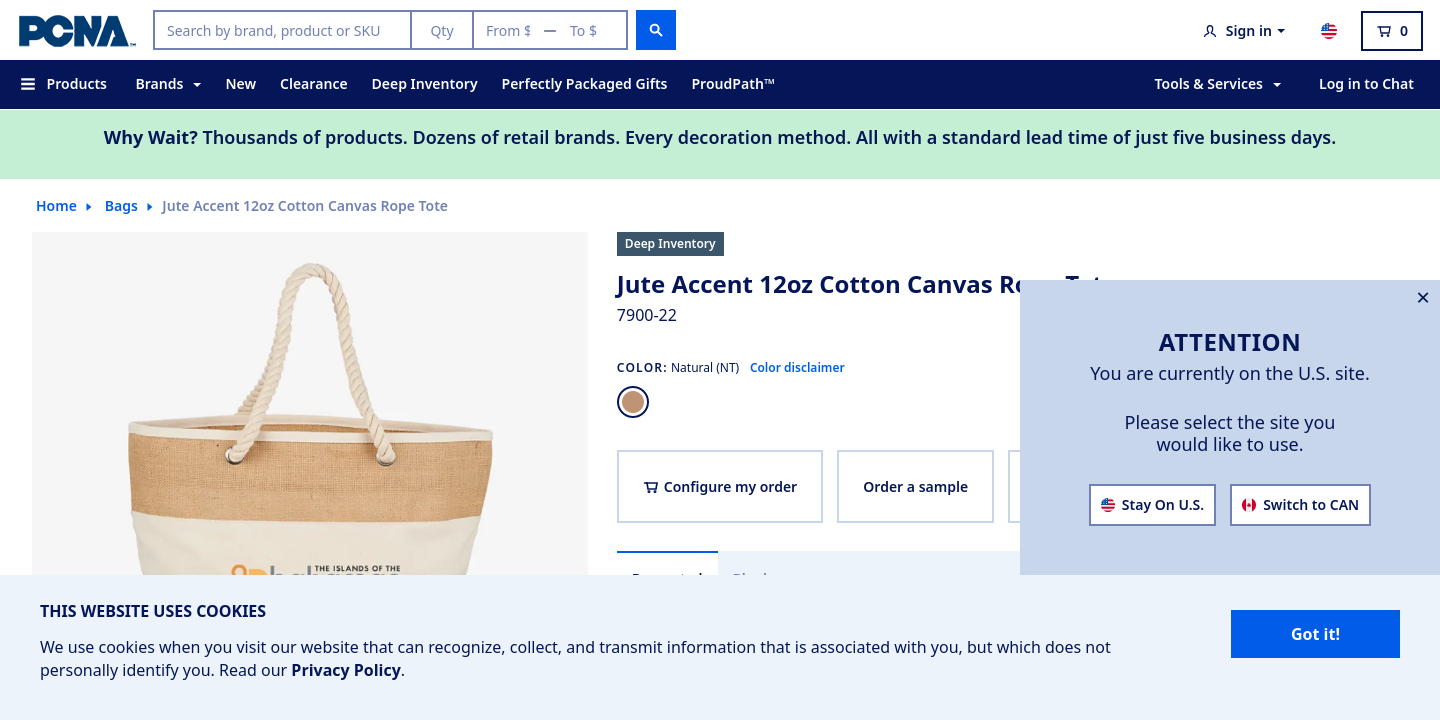 PCNA™
Search by brand, product or SKU
Qty
From $ — To $
Sign in
0
Products
Brands
New
Clearance
Deep Inventory
Perfectly Packaged Gifts
ProudPath™
Tools & Services
Log in to Chat
Why Wait? Thousands of products. Dozens of retail brands. Every decoration method. All with a standard lead time of just five business days.
Home
Bags
Jute Accent 12oz Cotton Canvas Rope Tote
Deep Inventory
Jute Accent 12oz Cotton Canvas
7900-22
COLOR: Natural (NT) Color disclaimer
Configure my order
Order a sample
THE ISLANDS OF THE
×
ATTENTION
You are currently on the U.S. site.
Please select the site you
would like to use.
Stay On U.S.
Switch to CAN
THIS WEBSITE USES COOKIES
We use cookies when you visit our website that can recognize, collect, and transmit information that is associated with you, but which does not
personally identify you. Read our Privacy Policy.
Got it!